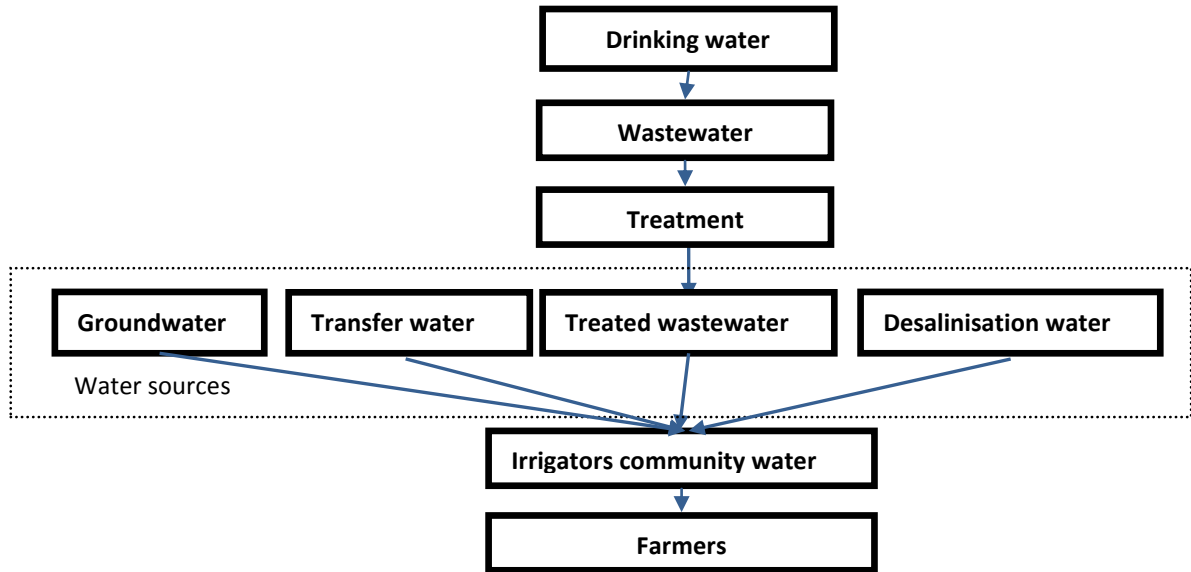 Drinking water
Wastewater
Treatment
Groundwater
Transfer water
Treated wastewater
Desalinisation water
Water sources
Irrigators community water
Farmers